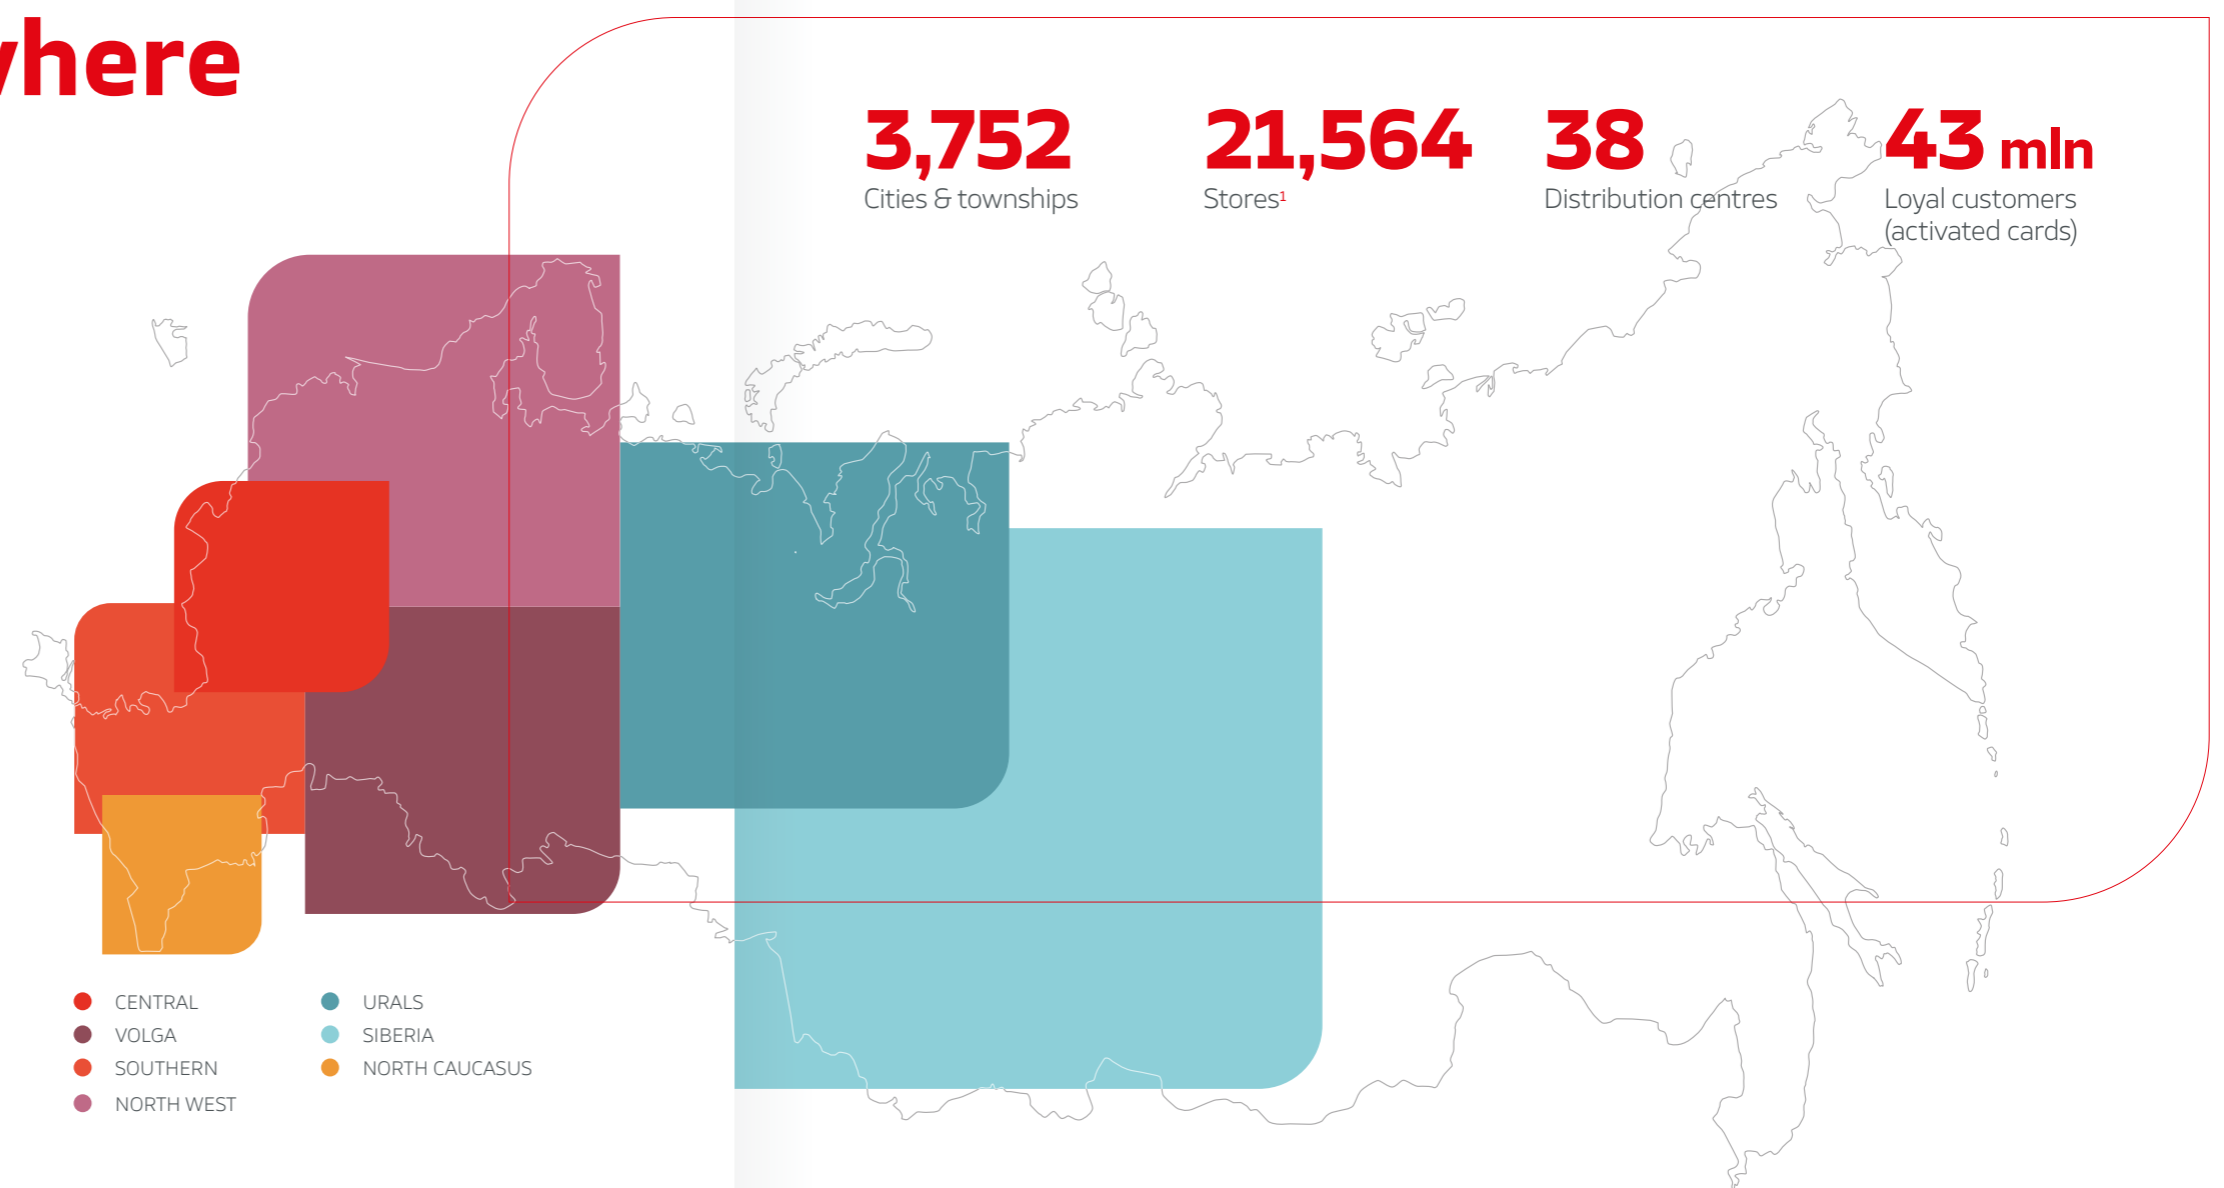 where
3,752
Cities & townships
21,564
Stores1
38
Distribution centres
43 mln
Loyal customers
(activated cards)
CENTRAL
VOLGA
SOUTHERN
NORTH WEST
URALS
SIBERIA
NORTH CAUCASUS